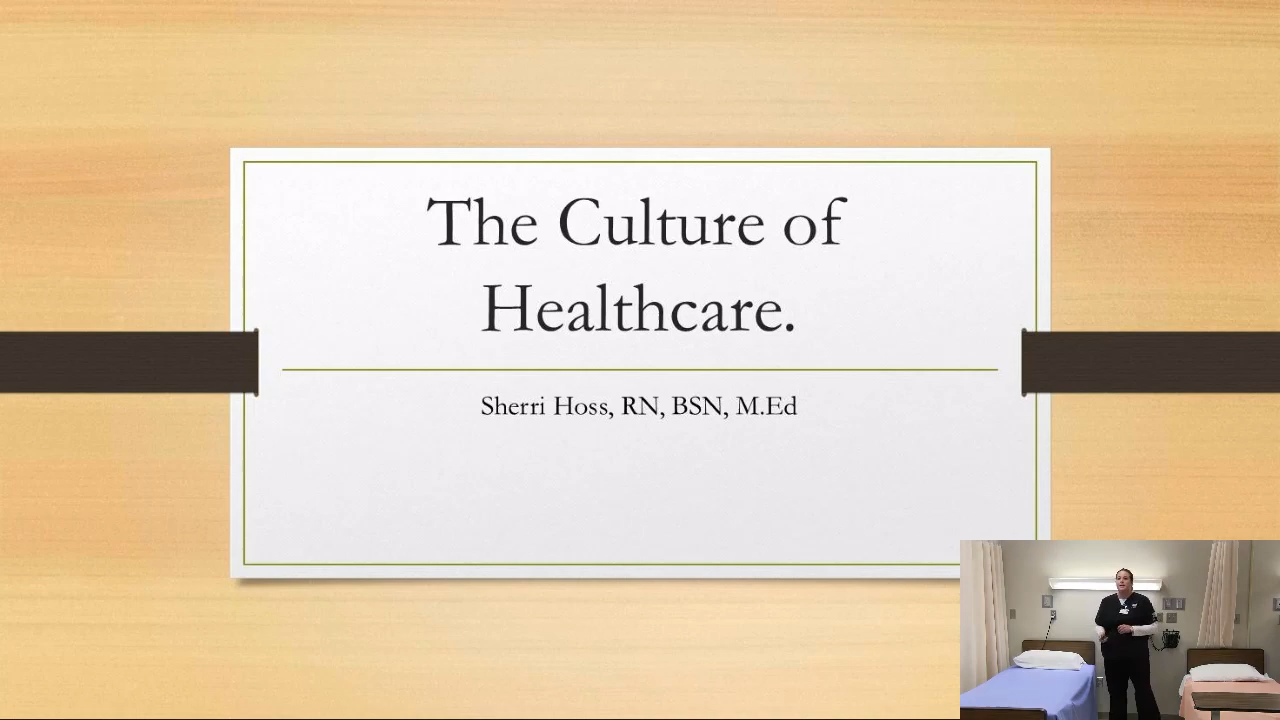 The Culture of
Healthcare.
Sherri Hoss, RN, BSN, M.Ed